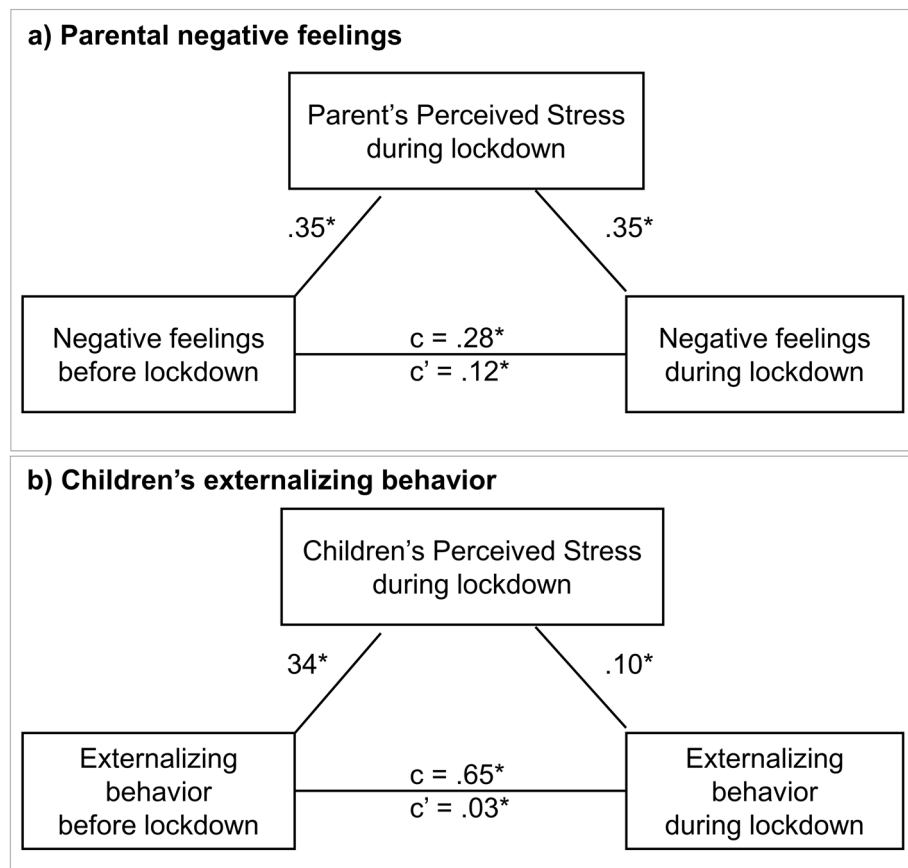 a) Parental negative feelings
Parent’s Perceived Stress
during lockdown
.35*
.35*
Negative feelings
before lockdown
c = .28*
c’ = .12*
Negative feelings
during lockdown
b) Children’s externalizing behavior
Children’s Perceived Stress
during lockdown
34*
.10*
Externalizing
behavior
before lockdown
c = .65*
c’ = .03*
Externalizing
behavior
during lockdown